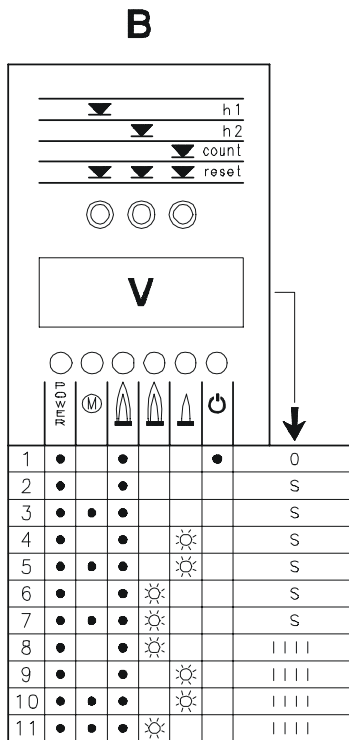 B
h1
h2
count
reset
V
POWER
M
1 0
2 S
3 S
4 S
5 S
6 S
7 S
8 IIII
9 IIII
10 IIII
11 IIII